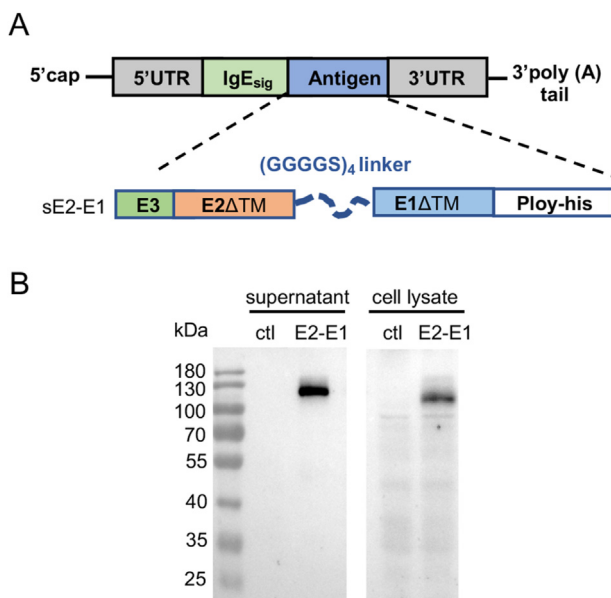 A
5'cap 5'UTR IgEsig Antigen 3'UTR 3'poly (A) tail
(GGGGS)4 linker
sE2-E1 E3 E2ΔTM E1ΔTM Ploy-his
B
supernatant cell lysate
kDa ctl E2-E1 ctl E2-E1
180
130
100
70
55
40
35
25